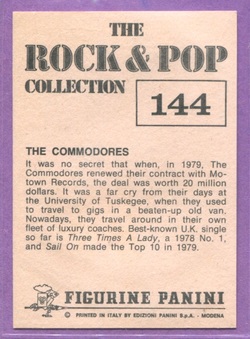 THE
ROCK & POP
COLLECTION
144
THE COMMODORES
It was no secret that when, in 1979, The
Commodores renewed their contract with Mo-
town Records, the deal was worth 20 million
dollars. It was a far cry from their days at
the University of Tuskegee, when they used
to travel to gigs in a beaten-up old van.
Nowadays, they travel around in their own
fleet of luxury coaches. Best-known U.K. single
so far is Three Times A Lady, a 1978 No. 1,
and Sail On made the Top 10 in 1979.
FIGURINE PANINI
© PRINTED IN ITALY BY EDIZIONI PANINI S.p.A. - MODENA